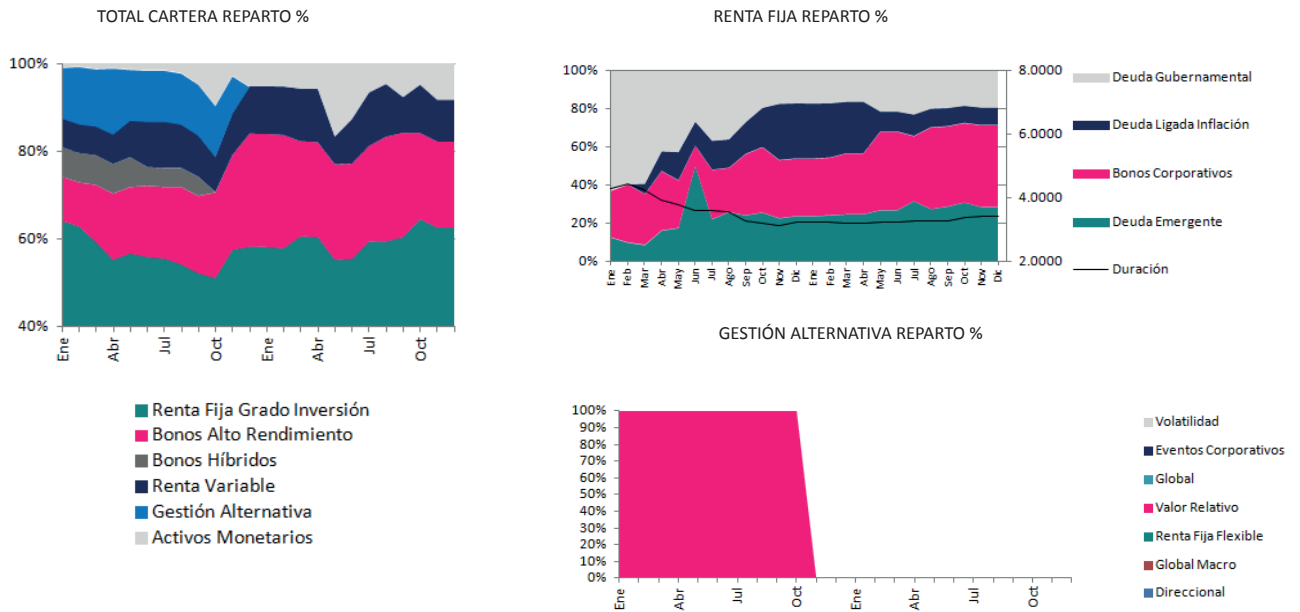 TOTAL CARTERA REPARTO %
100%
80%
60%
40%
Ene
Abr
Jul
Oct
Ene
Abr
Jul
Oct
Renta Fija Grado Inversión
Bonos Alto Rendimiento
Bonos Híbridos
Renta Variable
Gestión Alternativa
Activos Monetarios
RENTA FIJA REPARTO %
100%
80%
60%
40%
20%
0%
8.0000
6.0000
4.0000
2.0000
Ene
Feb
Mar
Abr
May
Jun
Jul
Ago
Sep
Oct
Nov
Dic
Ene
Feb
Mar
Abr
May
Jun
Jul
Ago
Sep
Oct
Nov
Dic
Deuda Gubernamental
Deuda Ligada Inflación
Bonos Corporativos
Deuda Emergente
Duración
GESTIÓN ALTERNATIVA REPARTO %
100%
90%
80%
70%
60%
50%
40%
30%
20%
10%
0%
Ene
Abr
Jul
Oct
Ene
Abr
Jul
Oct
Volatilidad
Eventos Corporativos
Global
Valor Relativo
Renta Fija Flexible
Global Macro
Direccional